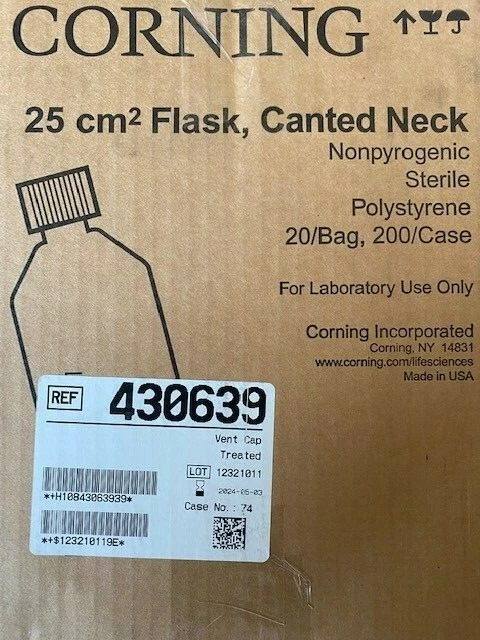 CORNING
25 cm² Flask, Canted Neck
Nonpyrogenic
Sterile
Polystyrene
20/Bag, 200/Case
For Laboratory Use Only
Corning Incorporated
Corning, NY 14831
www.corning.com/lifesciences
Made in USA
REF 430639
Vent Cap
Treated
LOT 12321011
2024-05-03
Case No.: 74
*+H10843063939*
*+$123210119E*